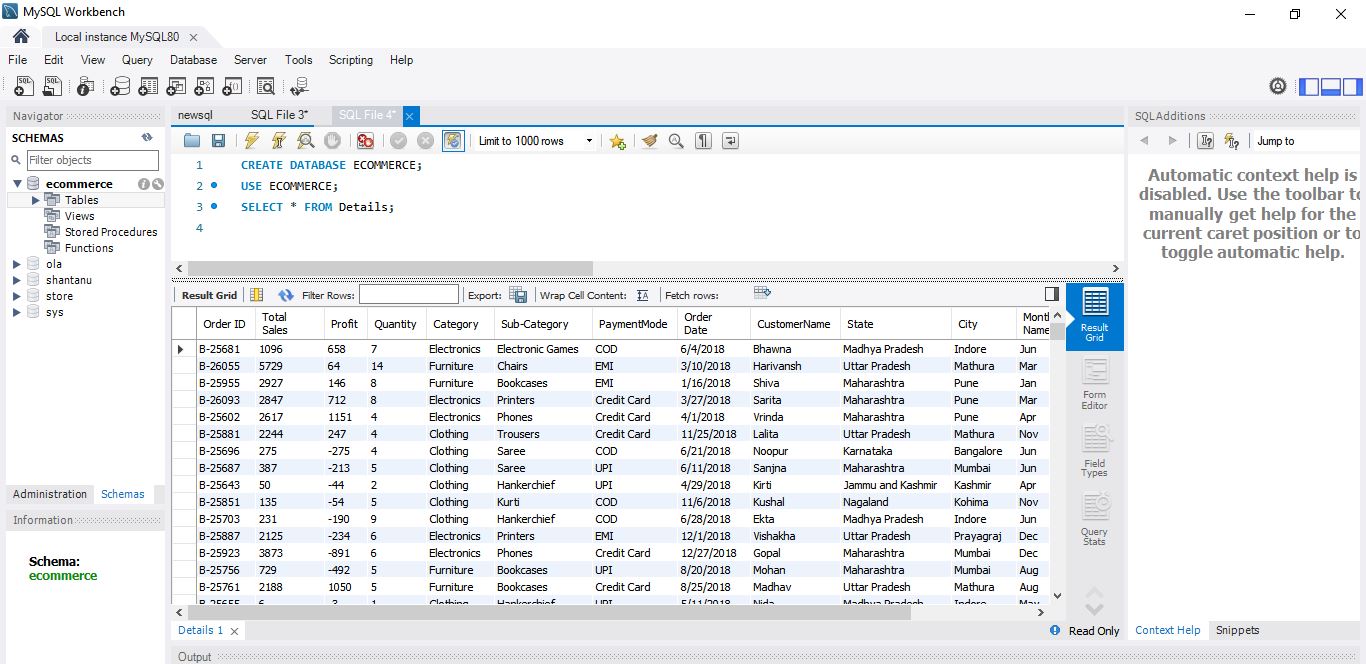 MySQL Workbench
Local instance MySQL80
File Edit View Query Database Server Tools Scripting Help
Navigator
SCHEMAS
Filter objects
ecommerce
Tables
Views
Stored Procedures
Functions
ola
shantanu
store
sys
Administration Schemas
Information
Schema:
ecommerce
newsql SQL File 3* SQL File 4*
Limit to 1000 rows
1 CREATE DATABASE ECOMMERCE;
2 USE ECOMMERCE;
3 SELECT * FROM Details;
4
Result Grid Filter Rows: Export: Wrap Cell Content: Fetch rows:
Order ID Total Sales Profit Quantity Category Sub-Category PaymentMode Order Date CustomerName State City Month Name
B-25681 1096 658 7 Electronics Electronic Games COD 6/4/2018 Bhawna Madhya Pradesh Indore Jun
B-26055 5729 64 14 Furniture Chairs EMI 3/10/2018 Harivansh Uttar Pradesh Mathura Mar
B-25955 2927 146 8 Furniture Bookcases EMI 1/16/2018 Shiva Maharashtra Pune Jan
B-26093 2847 712 8 Electronics Printers Credit Card 3/27/2018 Sarita Maharashtra Pune Mar
B-25602 2617 1151 4 Electronics Phones Credit Card 4/1/2018 Vrinda Maharashtra Pune Apr
B-25881 2244 247 4 Clothing Trousers Credit Card 11/25/2018 Lalita Uttar Pradesh Mathura Nov
B-25696 275 -275 4 Clothing Saree COD 6/21/2018 Noopur Karnataka Bangalore Jun
B-25687 387 -213 5 Clothing Saree UPI 6/11/2018 Sanjna Maharashtra Mumbai Jun
B-25643 50 -44 2 Clothing Hankerchief UPI 4/29/2018 Kirti Jammu and Kashmir Kashmir Apr
B-25851 135 -54 5 Clothing Kurti COD 11/6/2018 Kushal Nagaland Kohima Nov
B-25703 231 -190 9 Clothing Hankerchief COD 6/28/2018 Ekta Madhya Pradesh Indore Jun
B-25887 2125 -234 6 Electronics Printers EMI 12/1/2018 Vishakha Uttar Pradesh Prayagraj Dec
B-25923 3873 -891 6 Electronics Phones Credit Card 12/27/2018 Gopal Maharashtra Mumbai Dec
B-25756 729 -492 5 Furniture Bookcases UPI 8/20/2018 Mohan Maharashtra Mumbai Aug
B-25761 2188 1050 5 Furniture Bookcases Credit Card 8/25/2018 Madhav Uttar Pradesh Mathura Aug
Result Grid
Form Editor
Field Types
Query Stats
Details 1
Read Only
Output
SQLAdditions
Jump to
Automatic context help is
disabled. Use the toolbar to
manually get help for the
current caret position or to
toggle automatic help.
Context Help Snippets